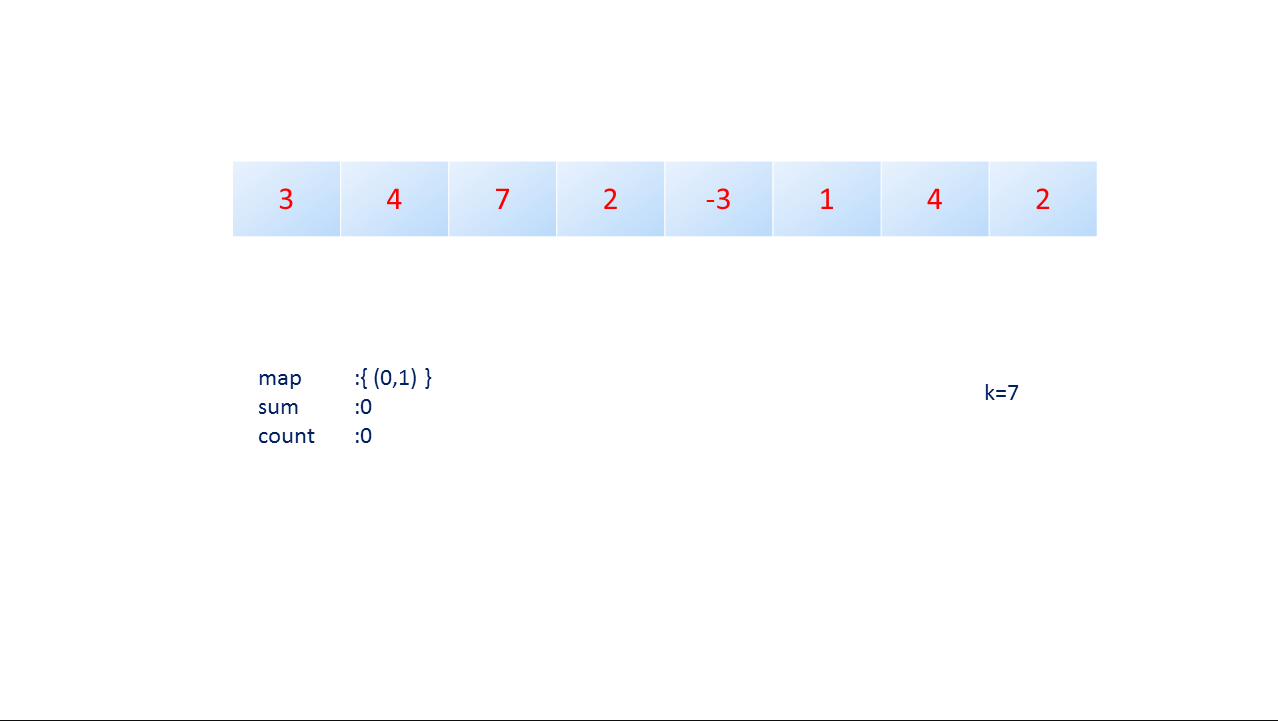 3 4 7 2 -3 1 4 2
map :{ (0,1) }
sum :0
k=7
count :0